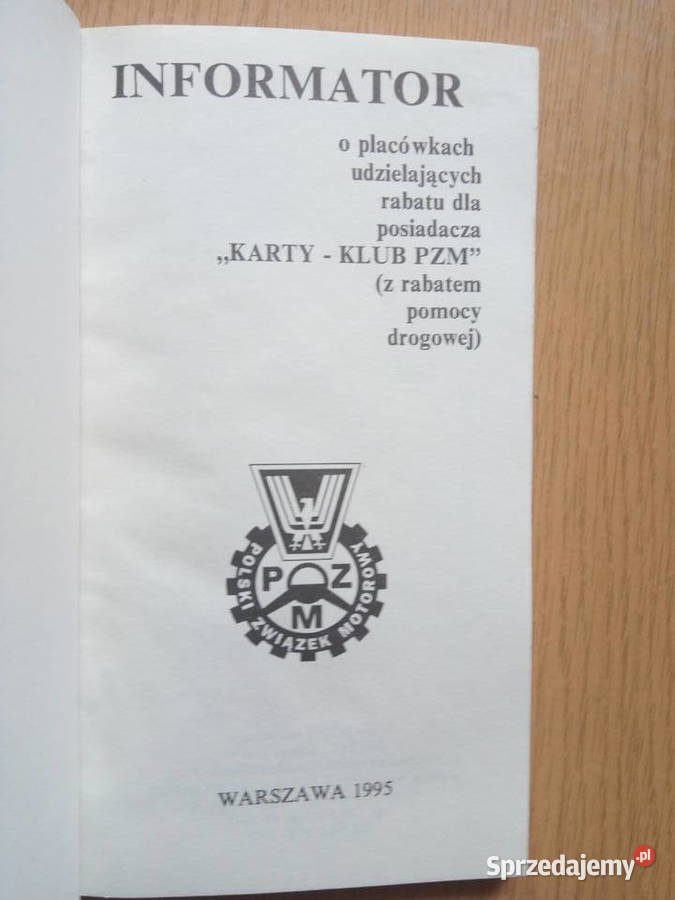 INFORMATOR
o placówkach
udzielających
rabatu dla
posiadacza
„KARTY - KLUB PZM”
(z rabatem
pomocy
drogowej)
P Z
M
POLSKI ZWIĄZEK MOTOROWY
WARSZAWA 1995
Sprzedajemy.pl